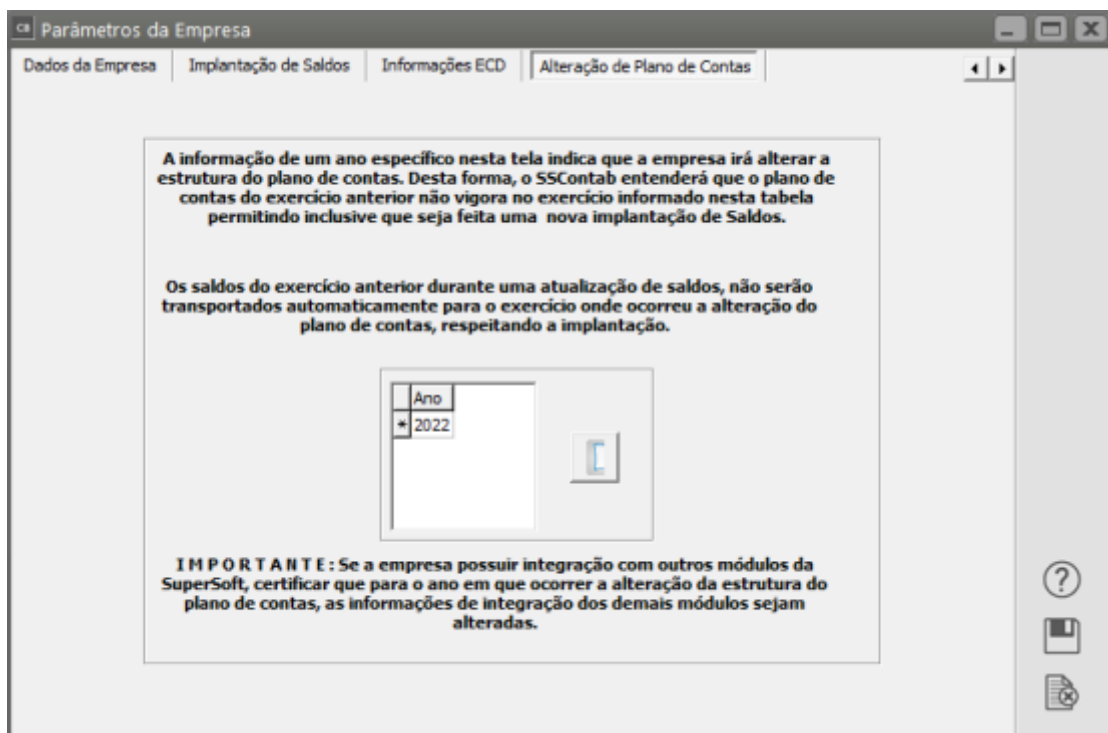 CB Parâmetros da Empresa
Dados da Empresa Implantação de Saldos Informações ECD Alteração de Plano de Contas
A informação de um ano específico nesta tela indica que a empresa irá alterar a
estrutura do plano de contas. Desta forma, o SSContab entenderá que o plano de
contas do exercício anterior não vigora no exercício informado nesta tabela
permitindo inclusive que seja feita uma nova implantação de Saldos.
Os saldos do exercício anterior durante uma atualização de saldos, não serão
transportados automaticamente para o exercício onde ocorreu a alteração do
plano de contas, respeitando a implantação.
Ano
* 2022
I M P O R T A N T E : Se a empresa possuir integração com outros módulos da
SuperSoft, certificar que para o ano em que ocorrer a alteração da estrutura do
plano de contas, as informações de integração dos demais módulos sejam
alteradas.